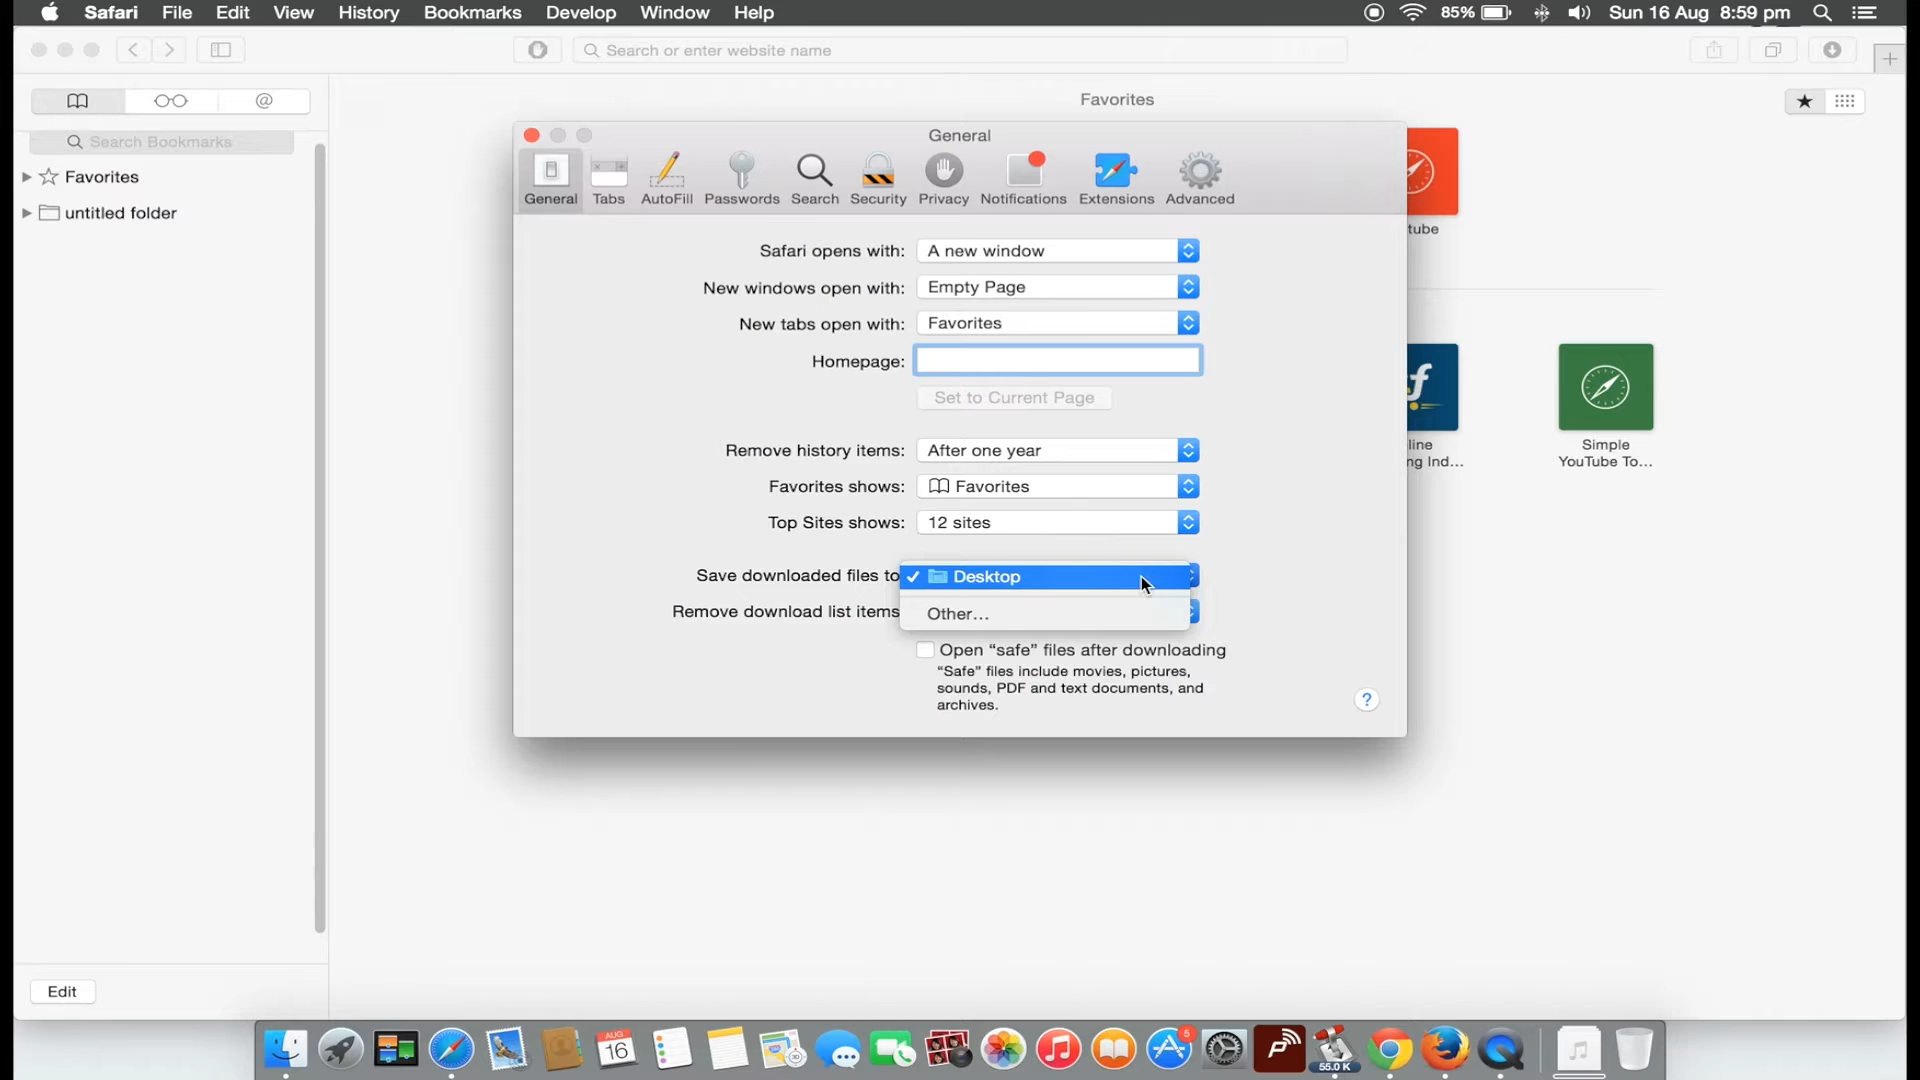 Safari File Edit View History Bookmarks Develop Window Help 85% Sun 16 Aug 8:59 pm
Search or enter website name
Favorites
Search Bookmarks
Favorites
untitled folder
General
General Tabs AutoFill Passwords Search Security Privacy Notifications Extensions Advanced
Safari opens with: A new window
New windows open with: Empty Page
New tabs open with: Favorites
Homepage:
Set to Current Page
Remove history items: After one year
Favorites shows: Favorites
Top Sites shows: 12 sites
Save downloaded files to Desktop
Remove download list items Other...
Open “safe” files after downloading
“Safe” files include movies, pictures,
sounds, PDF and text documents, and
archives.
?
tube
f
line
ng Ind...
Simple
YouTube To...
Edit
AUG
16
5
55.0 K